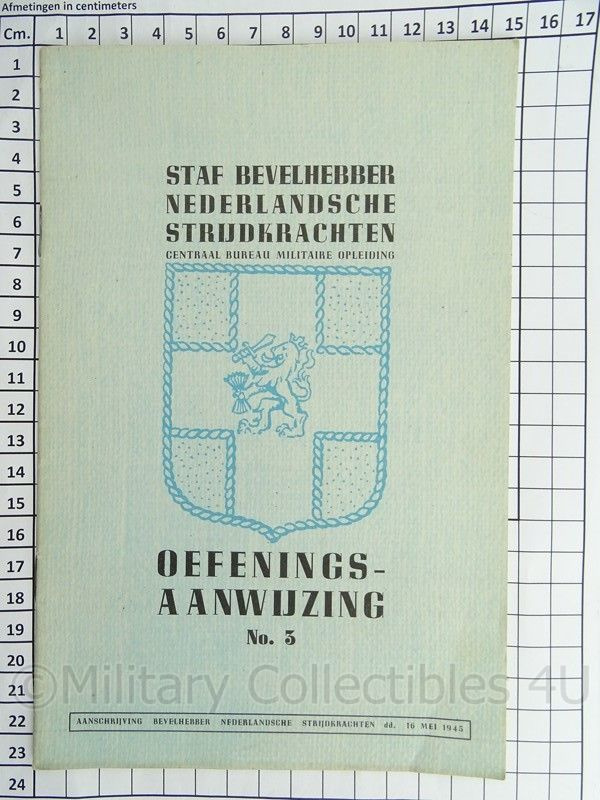 Afmetingen in centimeters
Cm. 1 2 3 4 5 6 7 8 9 10 11 12 13 14 15 16 17
1
2
3
4
5
6
7
8
9
10
11
12
13
14
15
16
17
18
19
20
21
22
23
24
STAF BEVELHEBBER
NEDERLANDSCHE
STRIJDKRACHTEN
CENTRAAL BUREAU MILITAIRE OPLEIDING
OEFENINGS-
AANWIJZING
No. 3
©Military Collectibles 4U
AANSCHRIJVING BEVELHEBBER NEDERLANDSCHE STRIJDKRACHTEN dd. 16 MEI 1945